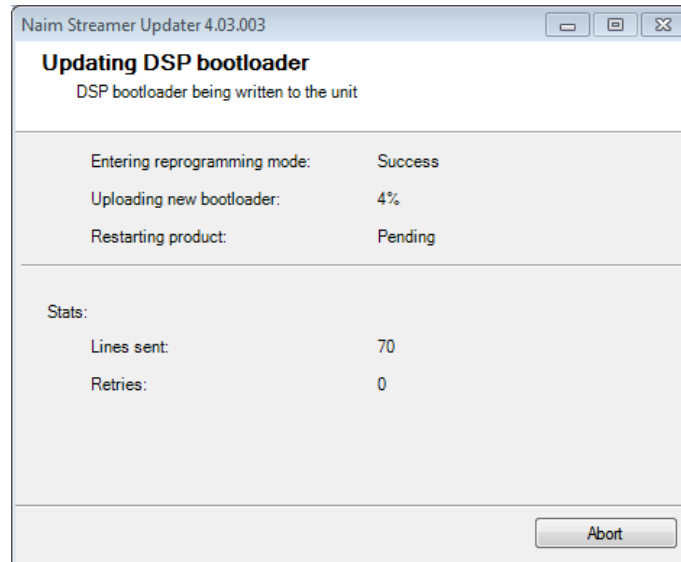 Naim Streamer Updater 4.03.003
Updating DSP bootloader
DSP bootloader being written to the unit
Entering reprogramming mode: Success
Uploading new bootloader: 4%
Restarting product: Pending
Stats:
Lines sent: 70
Retries: 0
Abort